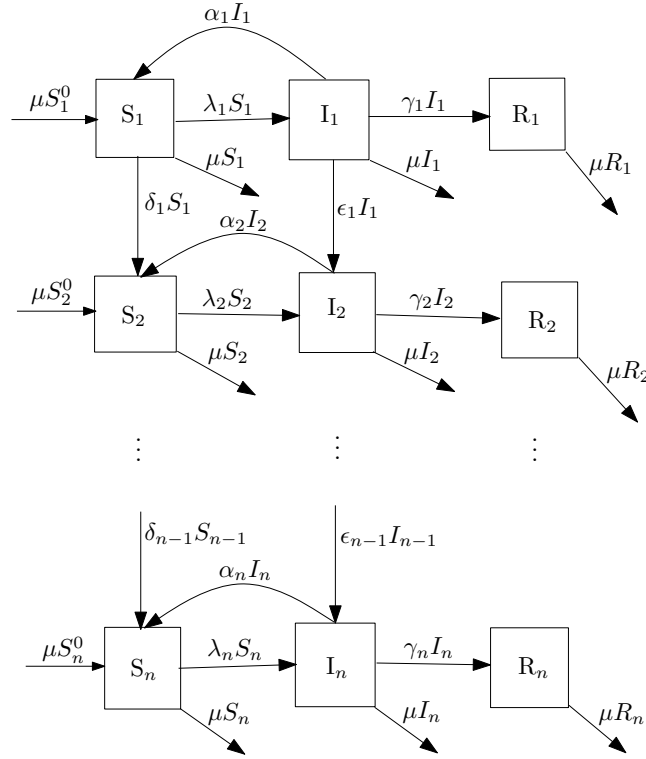 α₁I₁
μS₁⁰ S₁ λ₁S₁ I₁ γ₁I₁ R₁
μS₁ μI₁ μR₁
δ₁S₁ ε₁I₁
α₂I₂
μS₂⁰ S₂ λ₂S₂ I₂ γ₂I₂ R₂
μS₂ μI₂ μR₂
⋮ ⋮ ⋮
δₙ₋₁Sₙ₋₁ εₙ₋₁Iₙ₋₁
αₙIₙ
μSₙ⁰ Sₙ λₙSₙ Iₙ γₙIₙ Rₙ
μSₙ μIₙ μRₙ